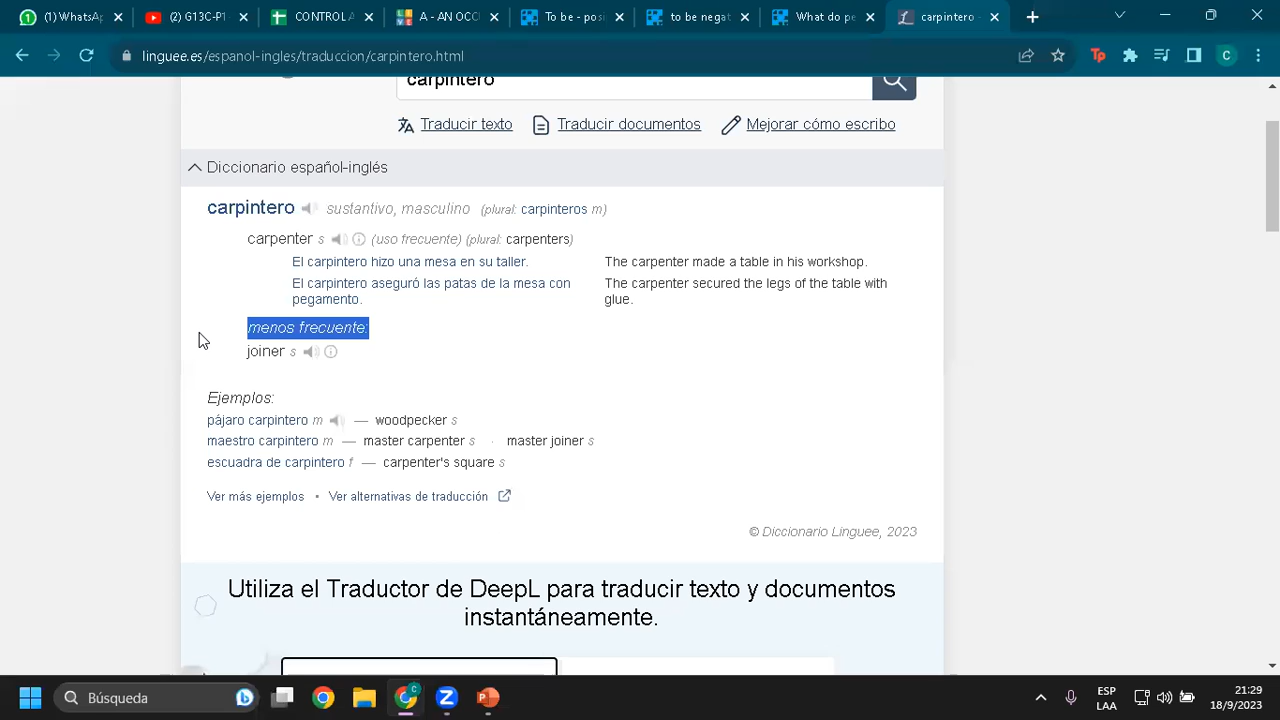 (1) WhatsA
(2) G13C-P1
CONTROL A
A - AN OCC
To be - posi
to be negat
What do pe
carpintero -
linguee.es/espanol-ingles/traduccion/carpintero.html
C
carpintero
Traducir texto
Traducir documentos
Mejorar cómo escribo
Diccionario español-inglés
carpintero sustantivo, masculino (plural: carpinteros m)
carpenter s (uso frecuente) (plural: carpenters)
El carpintero hizo una mesa en su taller. The carpenter made a table in his workshop.
El carpintero aseguró las patas de la mesa con The carpenter secured the legs of the table with
pegamento. glue.
menos frecuente:
joiner s
Ejemplos:
pájaro carpintero m — woodpecker s
maestro carpintero m — master carpenter s · master joiner s
escuadra de carpintero f — carpenter's square s
Ver más ejemplos • Ver alternativas de traducción
© Diccionario Linguee, 2023
Utiliza el Traductor de DeepL para traducir texto y documentos
instantáneamente.
Búsqueda
ESP 21:29
LAA 18/9/2023